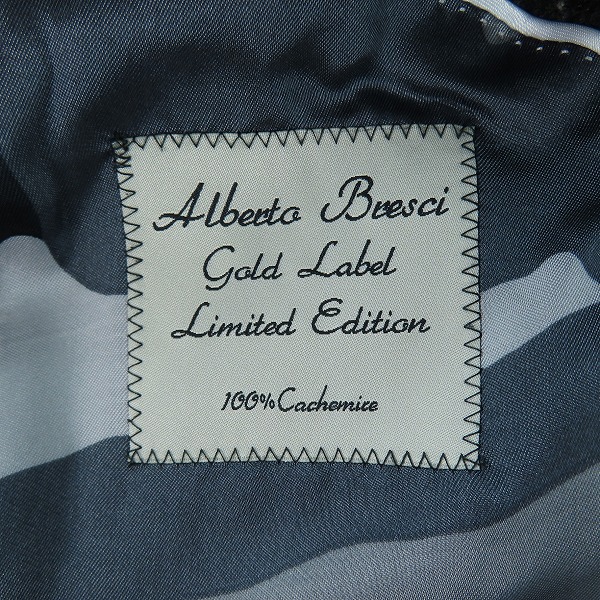 Alberto Bresci
Gold Label
Limited Edition
100% Cachemire